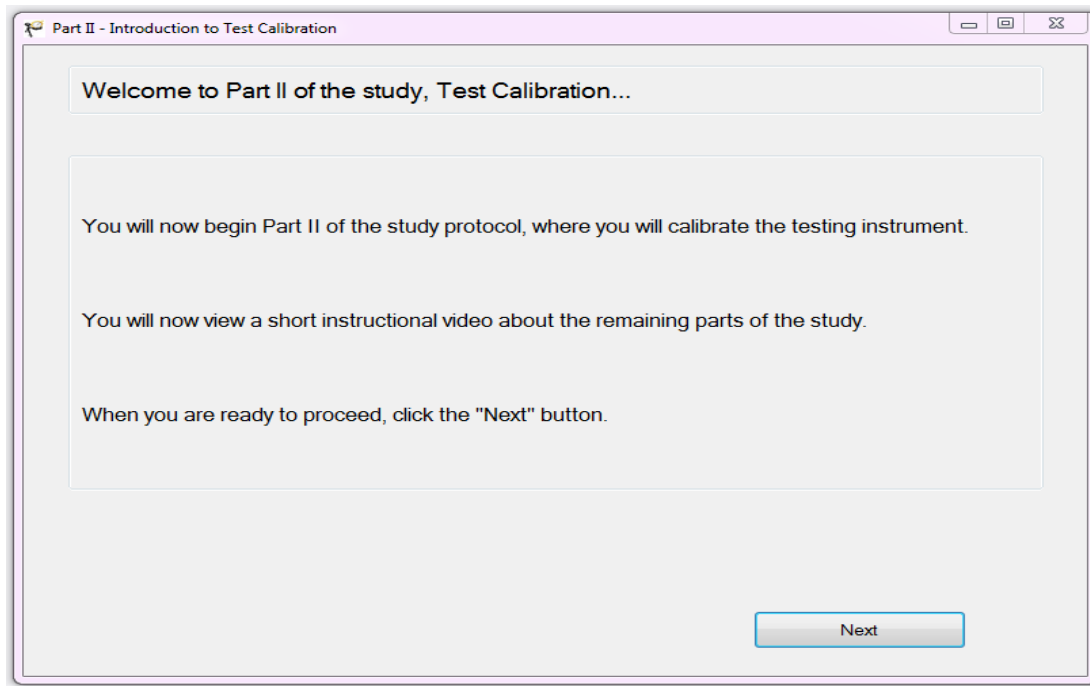 Part II - Introduction to Test Calibration
Welcome to Part II of the study, Test Calibration...
You will now begin Part II of the study protocol, where you will calibrate the testing instrument.
You will now view a short instructional video about the remaining parts of the study.
When you are ready to proceed, click the "Next" button.
Next